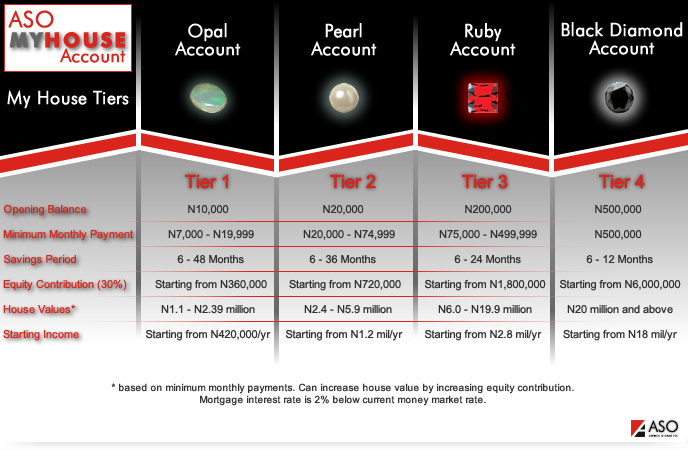 ASO
MYHOUSE
Account
My House Tiers
Opal
Account
Pearl
Account
Ruby
Account
Black Diamond
Account
Tier 1 Tier 2 Tier 3 Tier 4
Opening Balance N10,000 N20,000 N200,000 N500,000
Minimum Monthly Payment N7,000 - N19,999 N20,000 - N74,999 N75,000 - N499,999 N500,000
Savings Period 6 - 48 Months 6 - 36 Months 6 - 24 Months 6 - 12 Months
Equity Contribution (30%) Starting from N360,000 Starting from N720,000 Starting from N1,800,000 Starting from N6,000,000
House Values* N1.1 - N2.39 million N2.4 - N5.9 million N6.0 - N19.9 million N20 million and above
Starting Income Starting from N420,000/yr Starting from N1.2 mil/yr Starting from N2.8 mil/yr Starting from N18 mil/yr
* based on minimum monthly payments. Can increase house value by increasing equity contribution.
Mortgage interest rate is 2% below current money market rate.
ASO